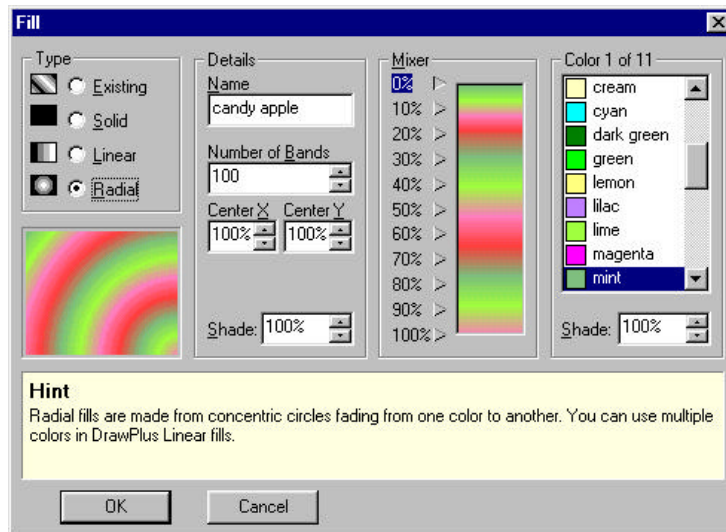 Fill
Type
Existing
Solid
Linear
Radial
Details
Name
candy apple
Number of Bands
100
Center X Center Y
100% 100%
Shade: 100%
Mixer
0%
10%
20%
30%
40%
50%
60%
70%
80%
90%
100%
Color 1 of 11
cream
cyan
dark green
green
lemon
lilac
lime
magenta
mint
Shade: 100%
Hint
Radial fills are made from concentric circles fading from one color to another. You can use multiple
colors in DrawPlus Linear fills.
OK Cancel